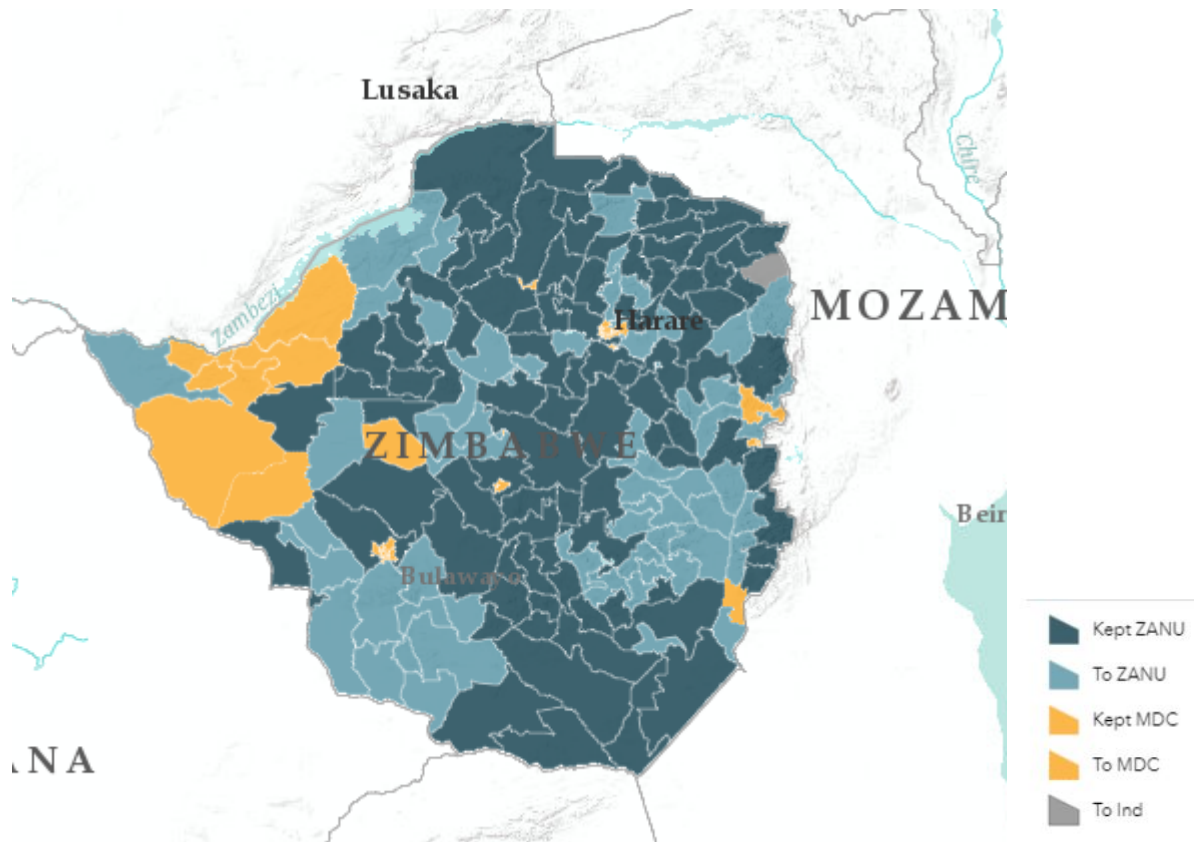 Lusaka
Chire
Zambezi
MOZAM
Harare
ZIMBABWE
Beir
Bulawayo
ANA
Kept ZANU
To ZANU
Kept MDC
To MDC
To Ind